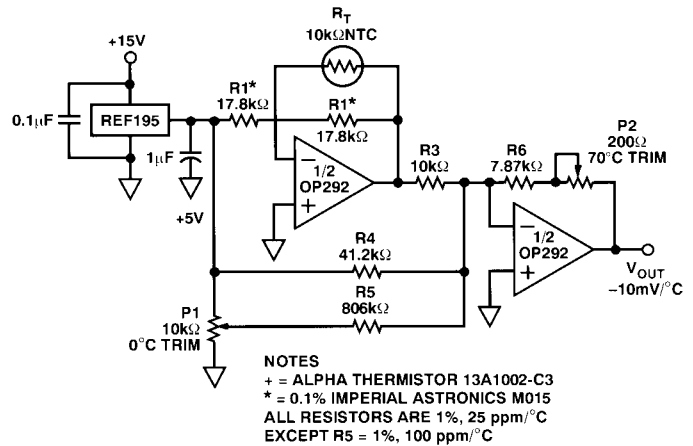 R_T
10kΩNTC
+15V
0.1µF
REF195
R1*
17.8kΩ
R1*
17.8kΩ
1µF
+5V
−
1/2
OP292
+
R3
10kΩ
R6
7.87kΩ
P2
200Ω
70°C TRIM
−
1/2
OP292
+
V_OUT
−10mV/°C
R4
41.2kΩ
R5
806kΩ
P1
10kΩ
0°C TRIM
NOTES
+ = ALPHA THERMISTOR 13A1002-C3
* = 0.1% IMPERIAL ASTRONICS M015
ALL RESISTORS ARE 1%, 25 ppm/°C
EXCEPT R5 = 1%, 100 ppm/°C